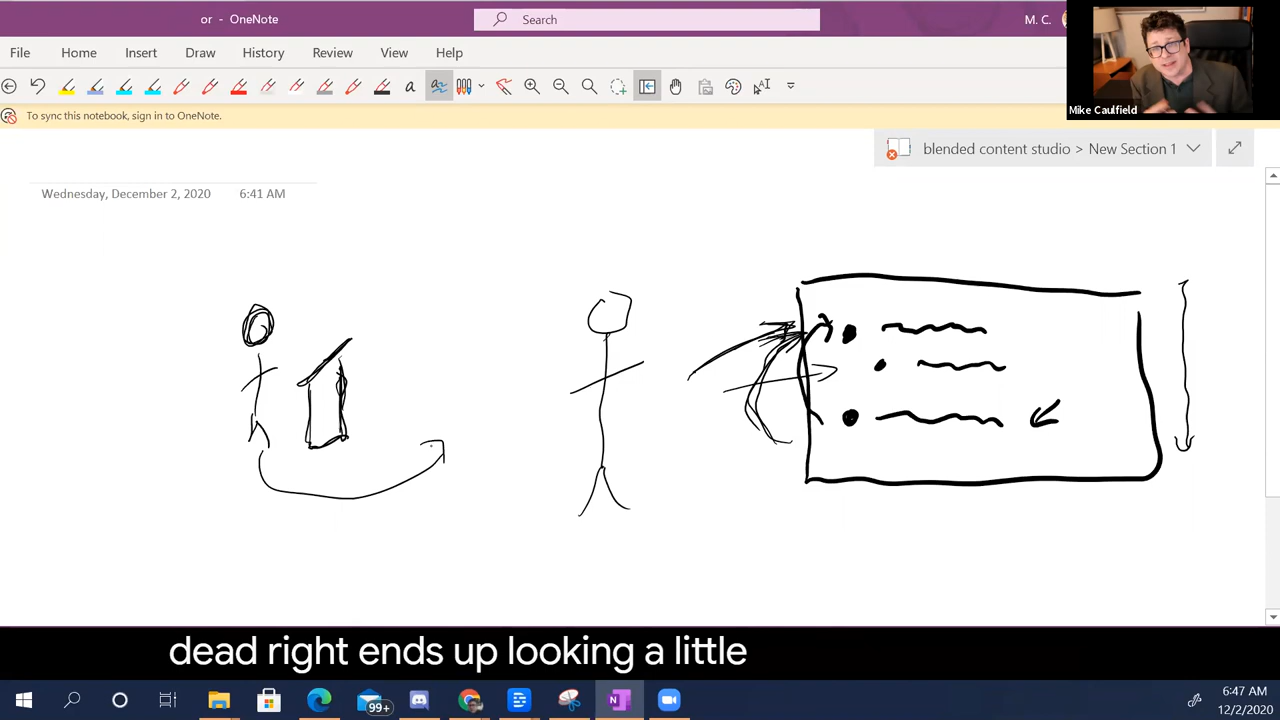 or - OneNote
Search
M. C.
File Home Insert Draw History Review View Help
a
To sync this notebook, sign in to OneNote.
Mike Caulfield
blended content studio > New Section 1
Wednesday, December 2, 2020 6:41 AM
dead right ends up looking a little
99+
N
6:47 AM
12/2/2020